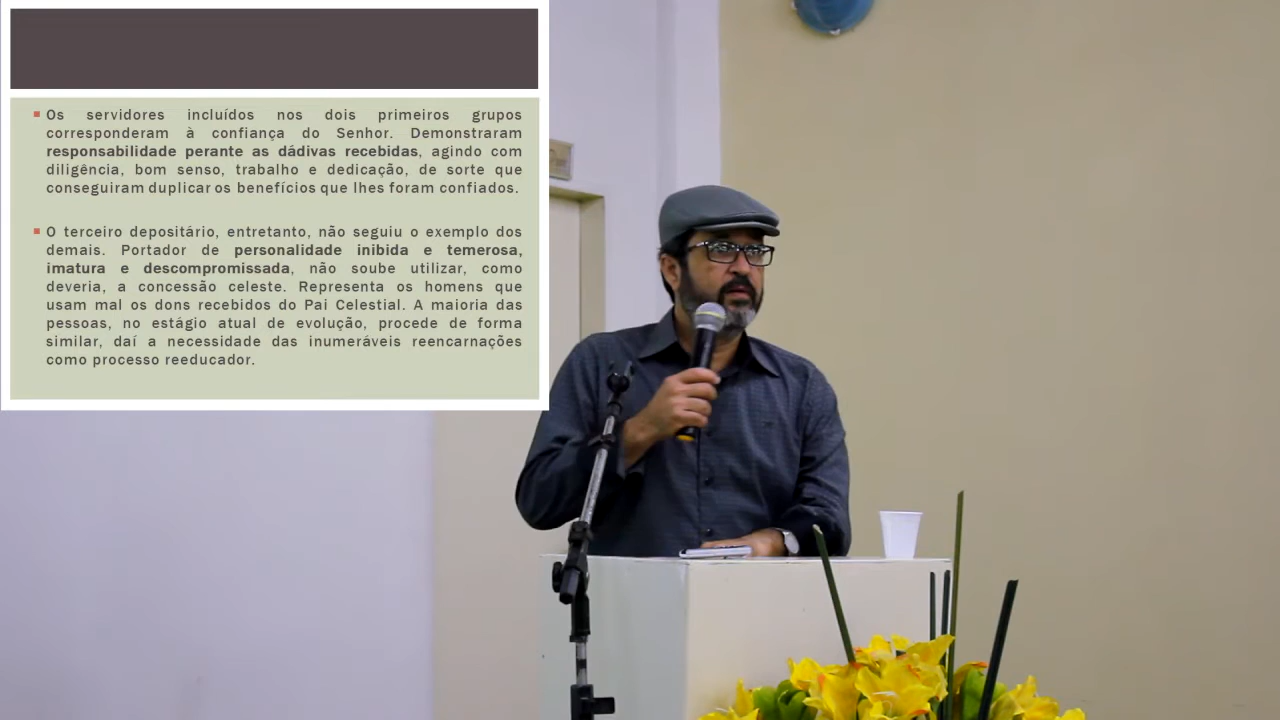 Os servidores incluídos nos dois primeiros grupos
corresponderam à confiança do Senhor. Demonstraram
responsabilidade perante as dádivas recebidas, agindo com
diligência, bom senso, trabalho e dedicação, de sorte que
conseguiram duplicar os benefícios que lhes foram confiados.
O terceiro depositário, entretanto, não seguiu o exemplo dos
demais. Portador de personalidade inibida e temerosa,
imatura e descompromissada, não soube utilizar, como
deveria, a concessão celeste. Representa os homens que
usam mal os dons recebidos do Pai Celestial. A maioria das
pessoas, no estágio atual de evolução, procede de forma
similar, daí a necessidade das inumeráveis reencarnações
como processo reeducador.